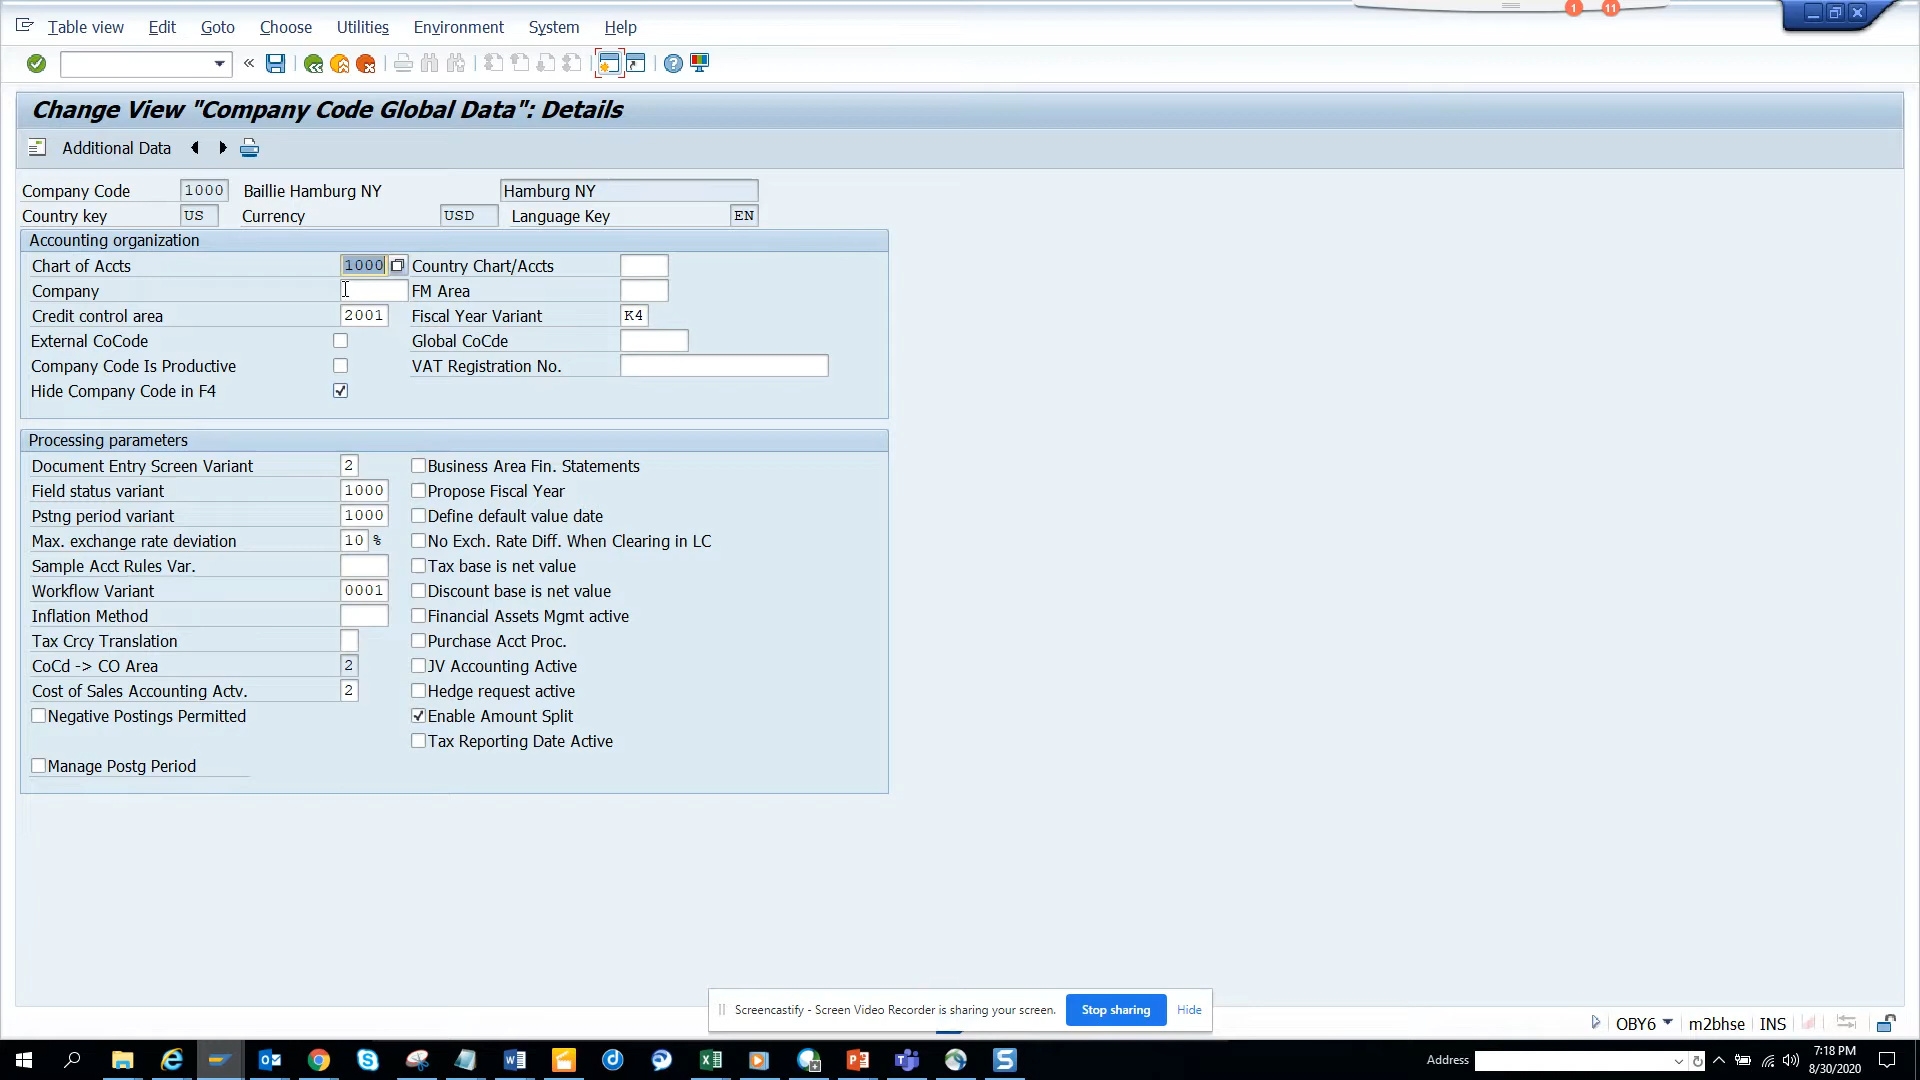 1 11
Table view Edit Goto Choose Utilities Environment System Help
Change View "Company Code Global Data": Details
Additional Data
Company Code 1000 Baillie Hamburg NY Hamburg NY
Country key US Currency USD Language Key EN
Accounting organization
Chart of Accts 1000 Country Chart/Accts
Company FM Area
Credit control area 2001 Fiscal Year Variant K4
External CoCode Global CoCde
Company Code Is Productive VAT Registration No.
Hide Company Code in F4
Processing parameters
Document Entry Screen Variant 2 Business Area Fin. Statements
Field status variant 1000 Propose Fiscal Year
Pstng period variant 1000 Define default value date
Max. exchange rate deviation 10 % No Exch. Rate Diff. When Clearing in LC
Sample Acct Rules Var. Tax base is net value
Workflow Variant 0001 Discount base is net value
Inflation Method Financial Assets Mgmt active
Tax Crcy Translation Purchase Acct Proc.
CoCd -> CO Area 2 JV Accounting Active
Cost of Sales Accounting Actv. 2 Hedge request active
Negative Postings Permitted Enable Amount Split
Tax Reporting Date Active
Manage Postg Period
Screencastify - Screen Video Recorder is sharing your screen. Stop sharing Hide
OBY6 m2bhse INS
Address 7:18 PM
8/30/2020